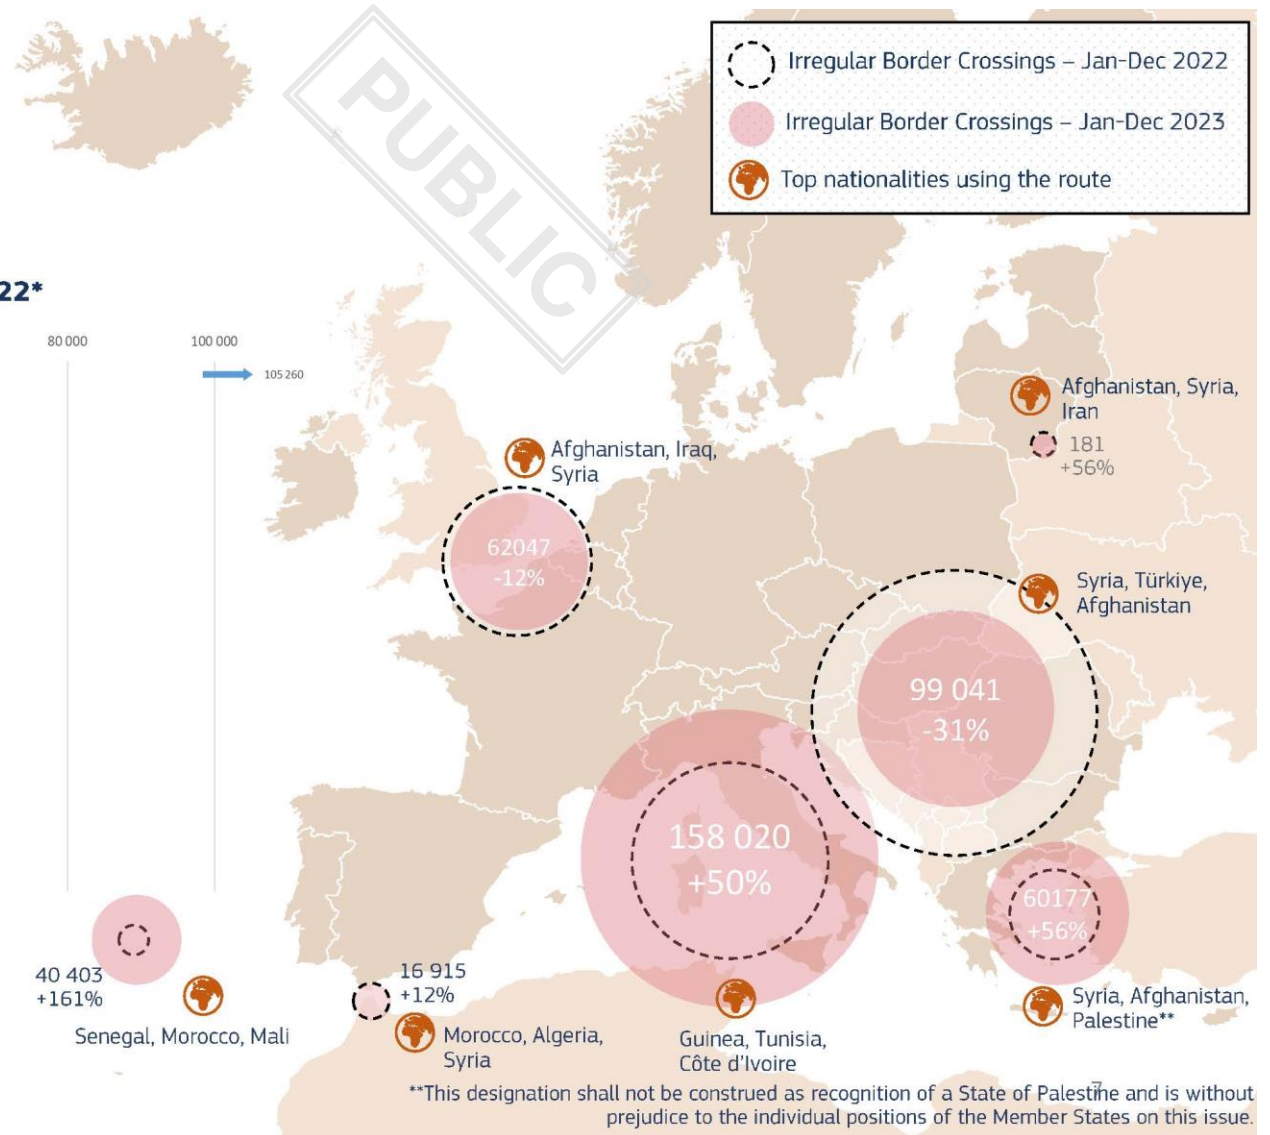 PUBLIC
Irregular Border Crossings – Jan-Dec 2022
Irregular Border Crossings – Jan-Dec 2023
Top nationalities using the route
22*
80 000
100 000
105 260
Afghanistan, Syria,
Iran
181
+56%
Afghanistan, Iraq,
Syria
62047
-12%
Syria, Türkiye,
Afghanistan
99 041
-31%
158 020
+50%
60177
+56%
40 403
+161%
16 915
+12%
Senegal, Morocco, Mali
Morocco, Algeria,
Syria
Guinea, Tunisia,
Côte d'Ivoire
Syria, Afghanistan,
Palestine**
7
**This designation shall not be construed as recognition of a State of Palestine and is without
prejudice to the individual positions of the Member States on this issue.